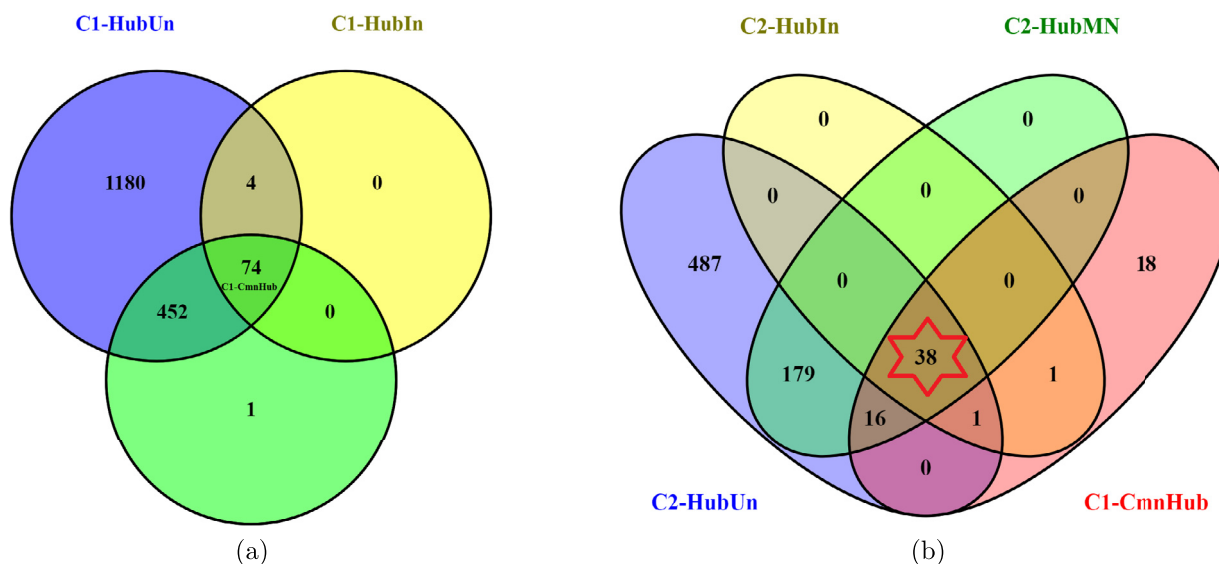 C1-HubUn C1-HubIn
1180 4 0
74
C1-CmnHub
452 0
1
(a)
C2-HubIn C2-HubMN
0 0
0 0 0
487 0 0 18
38
179 1
16 1
0
C2-HubUn C1-CmnHub
(b)